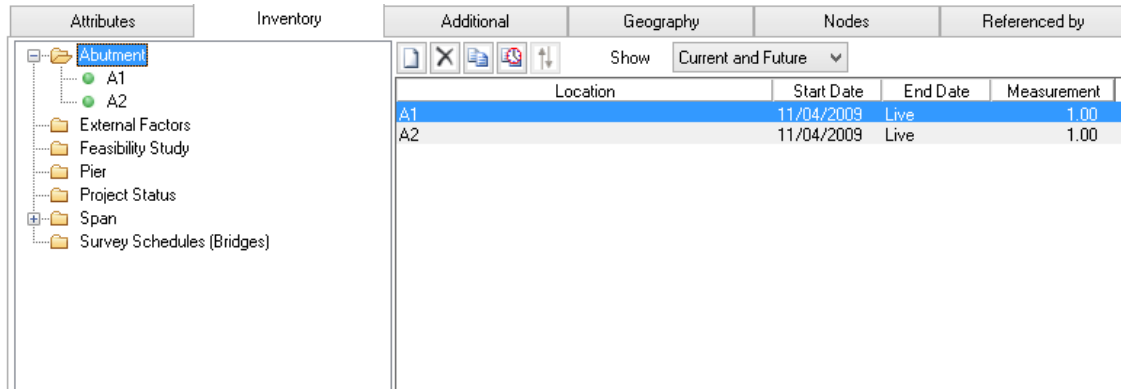 Attributes Inventory Additional Geography Nodes Referenced by
Abutment
A1
A2
External Factors
Feasibility Study
Pier
Project Status
Span
Survey Schedules (Bridges)
Show Current and Future
Location Start Date End Date Measurement
A1 11/04/2009 Live 1.00
A2 11/04/2009 Live 1.00